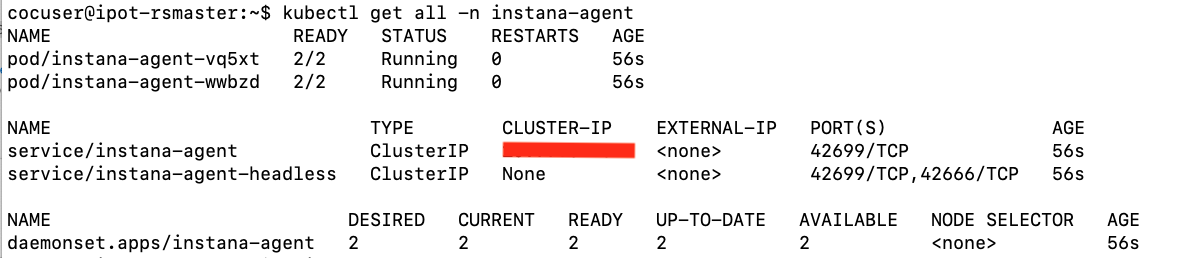 cocuser@ipot-rsmaster:~$ kubectl get all -n instana-agent
NAME READY STATUS RESTARTS AGE
pod/instana-agent-vq5xt 2/2 Running 0 56s
pod/instana-agent-wwbzd 2/2 Running 0 56s
NAME TYPE CLUSTER-IP EXTERNAL-IP PORT(S) AGE
service/instana-agent ClusterIP <none> 42699/TCP 56s
service/instana-agent-headless ClusterIP None <none> 42699/TCP,42666/TCP 56s
NAME DESIRED CURRENT READY UP-TO-DATE AVAILABLE NODE SELECTOR AGE
daemonset.apps/instana-agent 2 2 2 2 2 <none> 56s